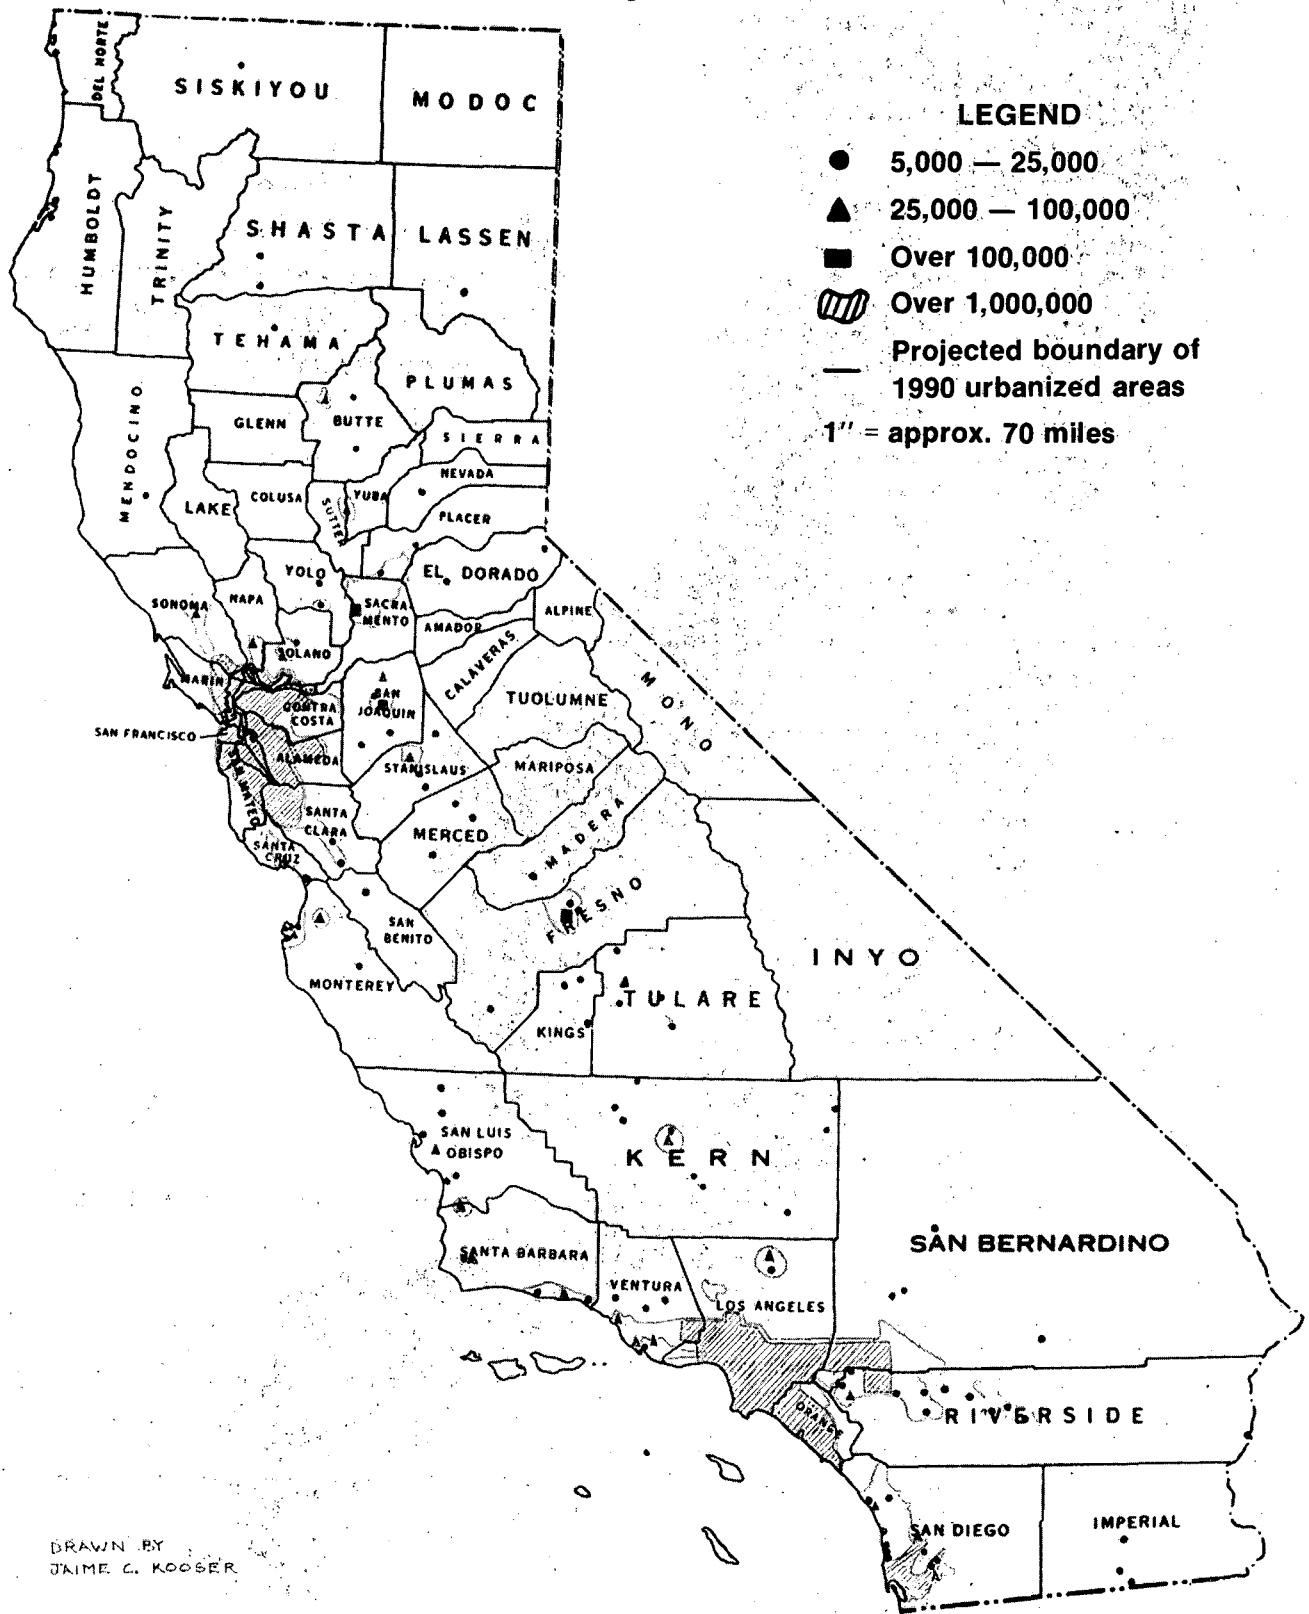 DEL NORTE
SISKIYOU
MODOC
LEGEND
5,000 — 25,000
25,000 — 100,000
Over 100,000
Over 1,000,000
Projected boundary of
1990 urbanized areas
1" = approx. 70 miles
HUMBOLDT
TRINITY
SHASTA
LASSEN
TEHAMA
PLUMAS
MENDOCINO
GLENN
BUTTE
SIERRA
NEVADA
LAKE
COLUSA
SUTTER
YUBA
PLACER
YOLO
EL DORADO
SONOMA
NAPA
SACRA-
MENTO
ALPINE
AMADOR
SOLANO
CALAVERAS
MARIN
TUOLUMNE
MONO
CONTRA
COSTA
SAN
JOAQUIN
SAN FRANCISCO
ALAMEDA
STANISLAUS
MARIPOSA
SAN MATEO
SANTA
CLARA
MERCED
MADERA
SANTA
CRUZ
FRESNO
SAN
BENITO
INYO
MONTEREY
TULARE
KINGS
SAN LUIS
OBISPO
KERN
SAN BERNARDINO
SANTA BARBARA
VENTURA
LOS ANGELES
ORANGE
RIVERSIDE
SAN DIEGO
IMPERIAL
DRAWN BY
JAIME C. KOOSER